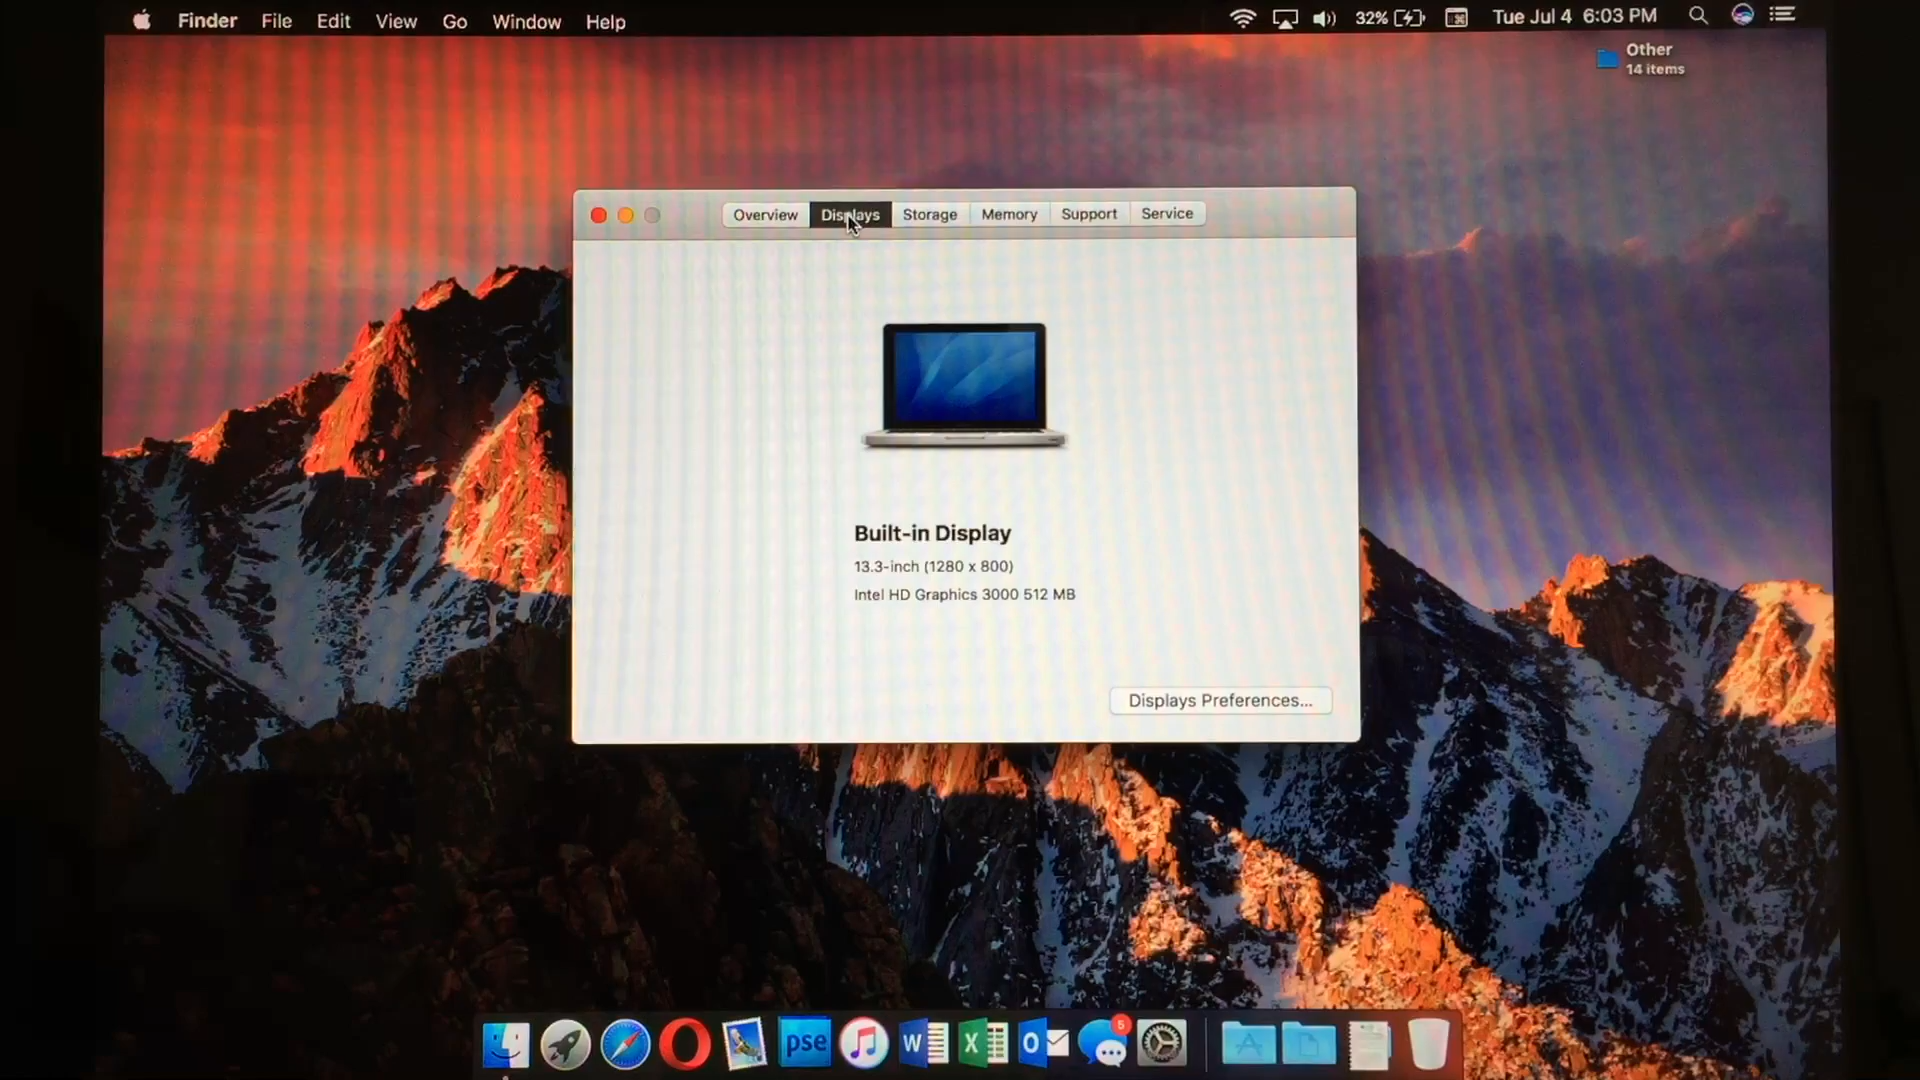 Finder File Edit View Go Window Help 32% Tue Jul 4 6:03 PM
Other
14 items
Overview Displays Storage Memory Support Service
Built-in Display
13.3-inch (1280 x 800)
Intel HD Graphics 3000 512 MB
Displays Preferences...
pse W X O 5